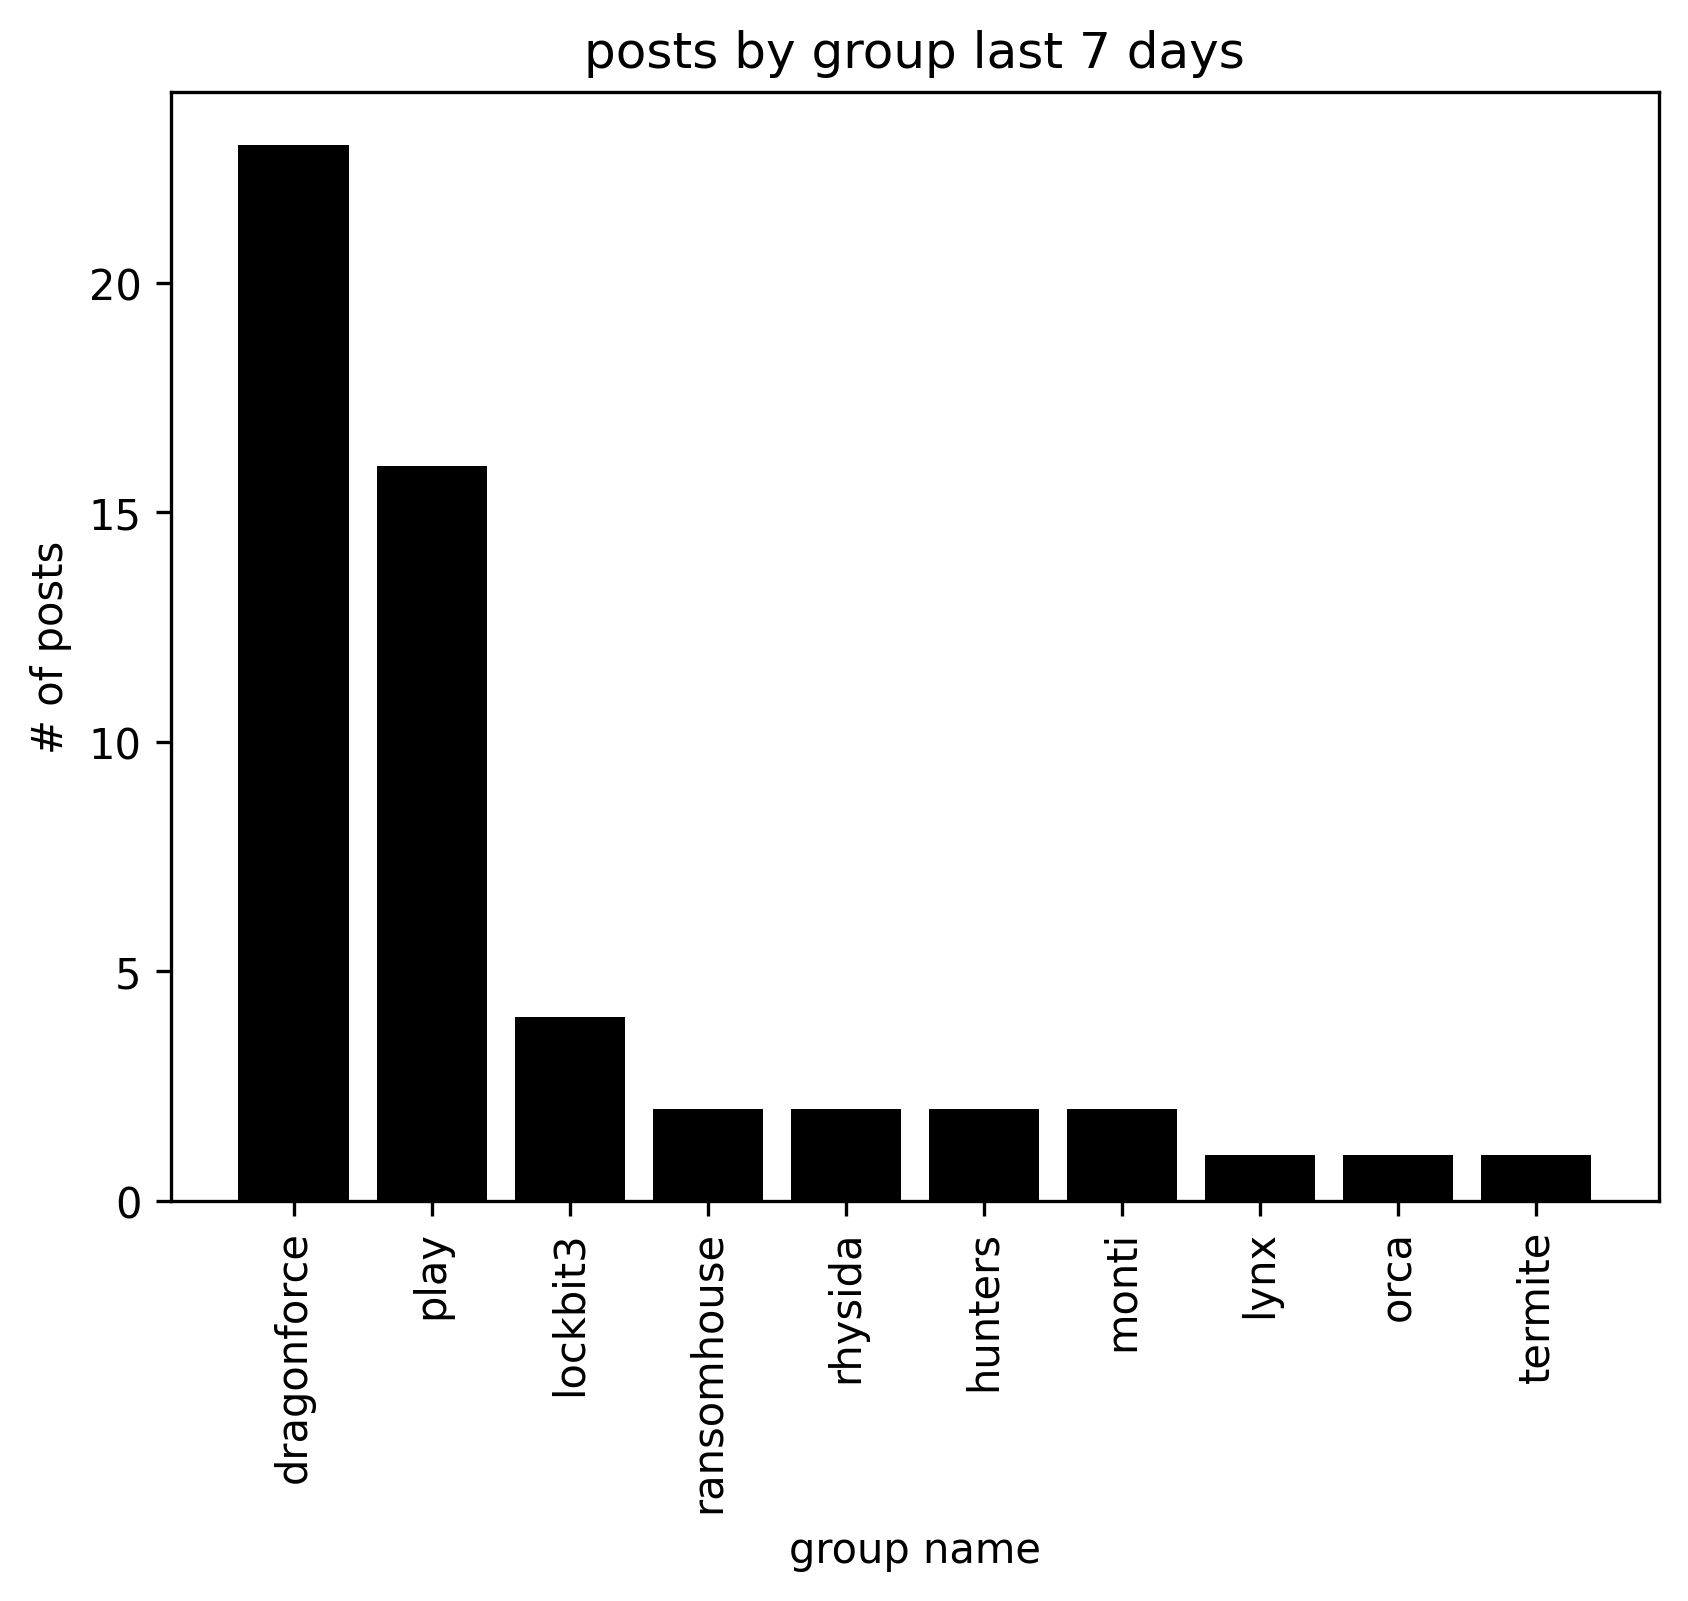 posts by group last 7 days
# of posts
20
15
10
5
0
dragonforce
play
lockbit3
ransomhouse
rhysida
hunters
monti
lynx
orca
termite
group name